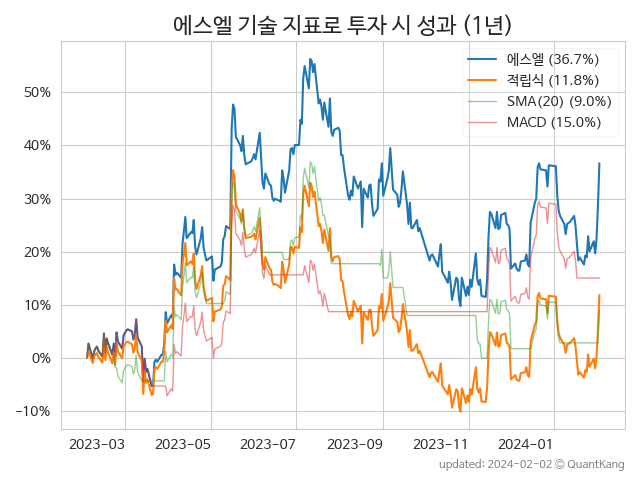 에스엘 기술 지표로 투자 시 성과 (1년)
에스엘 (36.7%)
적립식 (11.8%)
SMA(20) (9.0%)
MACD (15.0%)
50%
40%
30%
20%
10%
0%
−10%
2023−03
2023−05
2023−07
2023−09
2023−11
2024−01
updated: 2024-02-02 © QuantKang